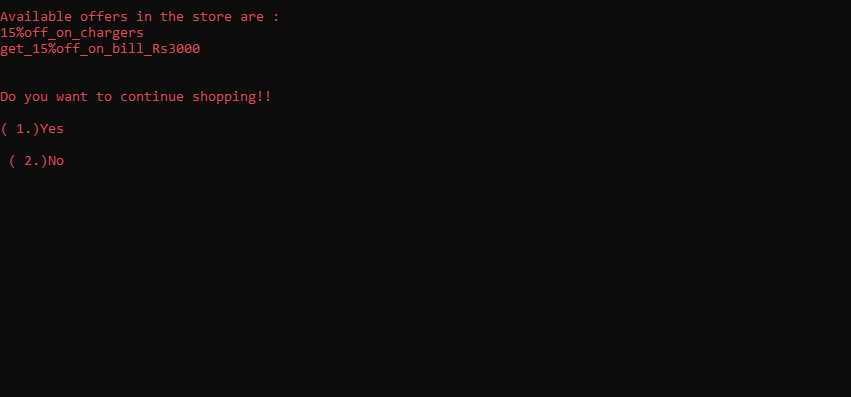 Available offers in the store are :
15%off_on_chargers
get_15%off_on_bill_Rs3000
Do you want to continue shopping!!
( 1.)Yes
( 2.)No